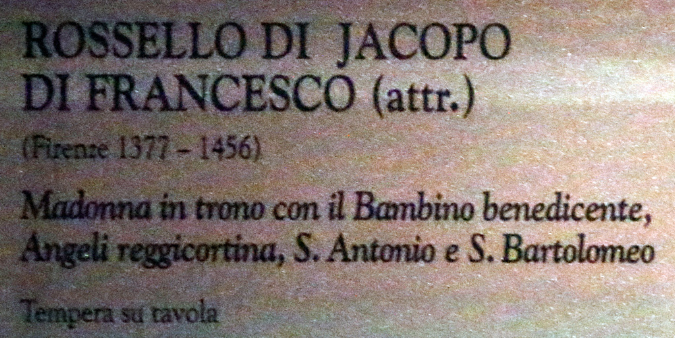 ROSSELLO DI JACOPO
DI FRANCESCO (attr.)
(Firenze 1377 – 1456)
Madonna in trono con il Bambino benedicente,
Angeli reggicortina, S. Antonio e S. Bartolomeo
Tempera su tavola